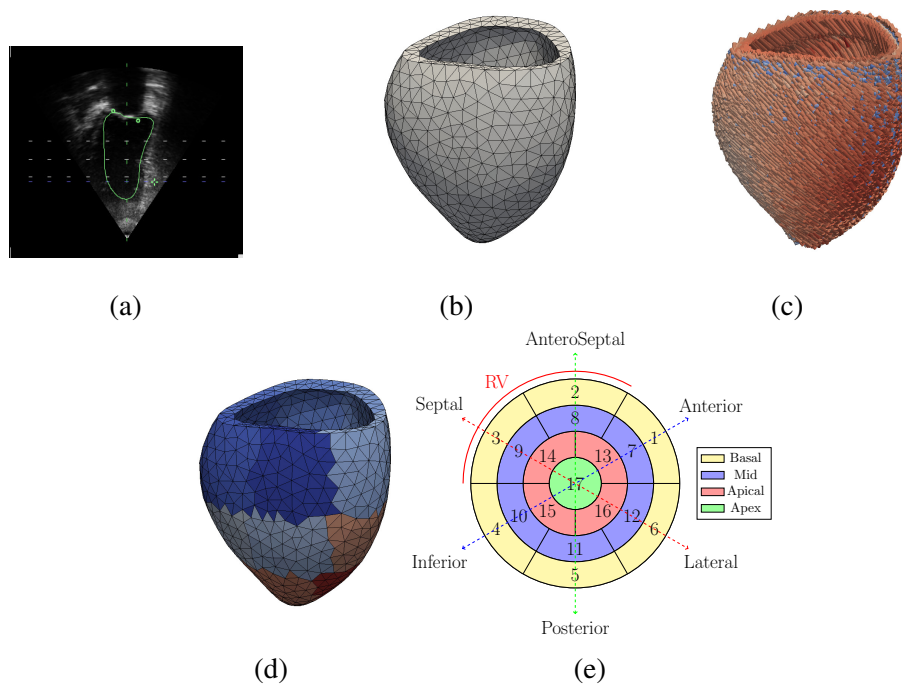 (a)
(b)
(c)
AnteroSeptal
RV
Septal
Anterior
2
8
3
9
14
13
7
1
17
4
10
15
16
12
6
11
5
Basal
Mid
Apical
Apex
Inferior
Lateral
Posterior
(d)
(e)